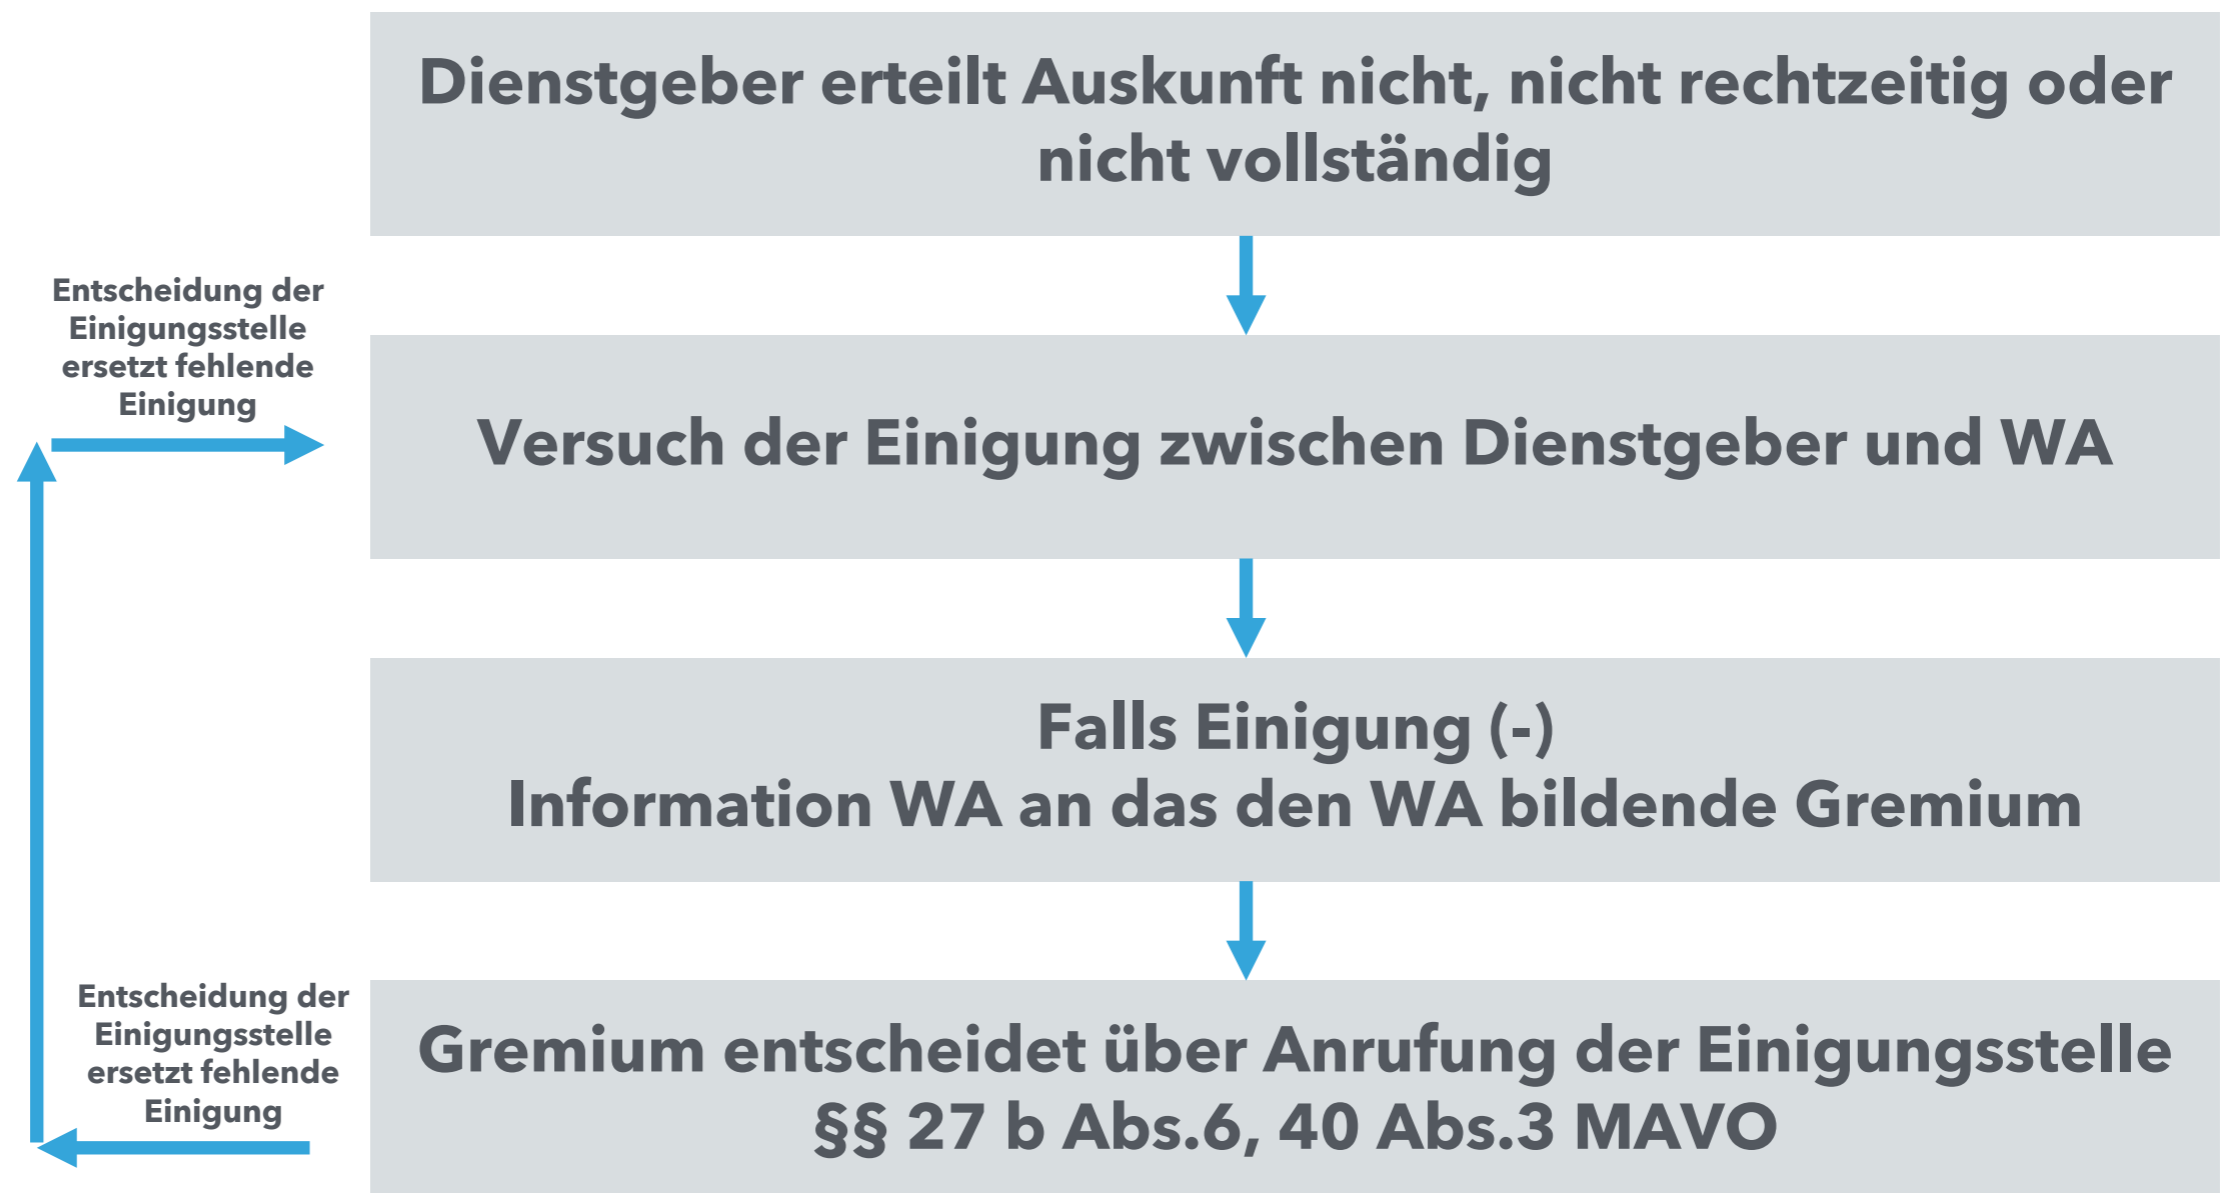 Dienstgeber erteilt Auskunft nicht, nicht rechtzeitig oder
nicht vollständig
Entscheidung der
Einigungsstelle
ersetzt fehlende
Einigung
Versuch der Einigung zwischen Dienstgeber und WA
Falls Einigung (-)
Information WA an das den WA bildende Gremium
Entscheidung der
Einigungsstelle
ersetzt fehlende
Einigung
Gremium entscheidet über Anrufung der Einigungsstelle
§§ 27 b Abs.6, 40 Abs.3 MAVO